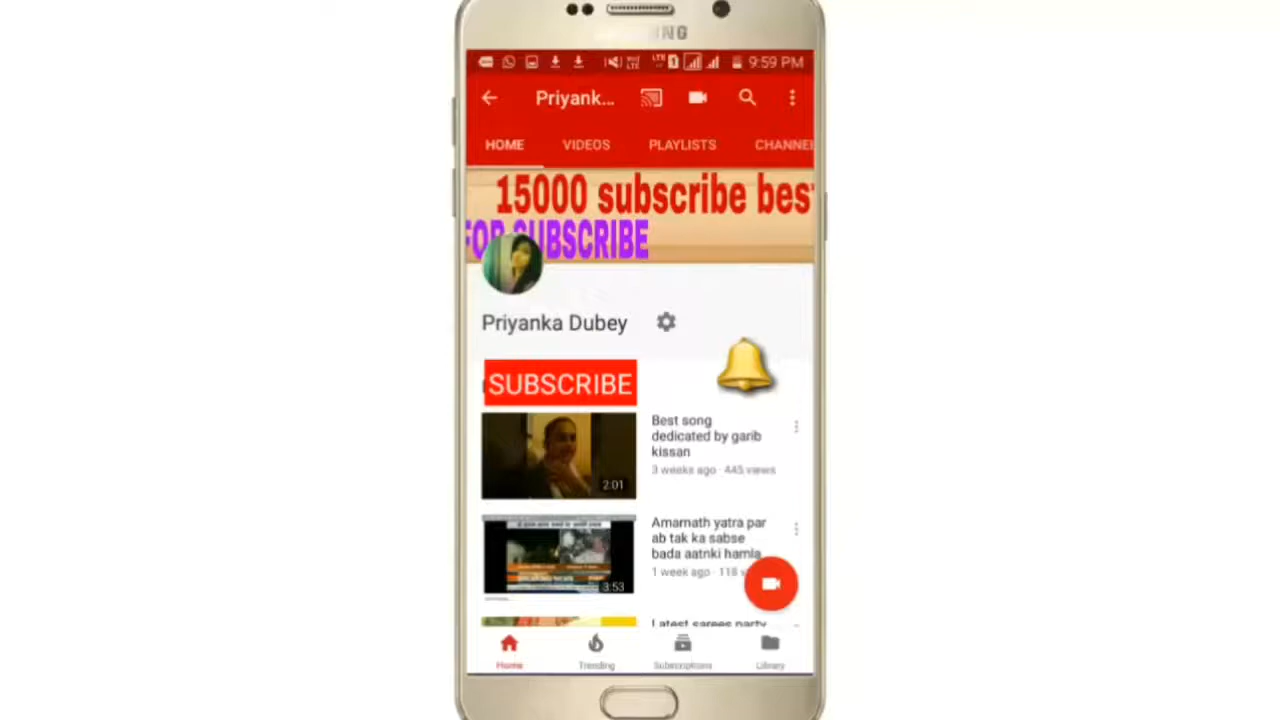 9:59 PM
Priyank...
HOME VIDEOS PLAYLISTS CHANNEL
15000 subscribe best
FOR SUBSCRIBE
Priyanka Dubey
SUBSCRIBE
Best song
dedicated by garib
kissan
3 weeks ago · 445 views
2:01
Amarnath yatra par
ab tak ka sabse
bada aatnki hamla
1 week ago · 118
3:53
Latest sarees party
Home Trending Subscriptions Library